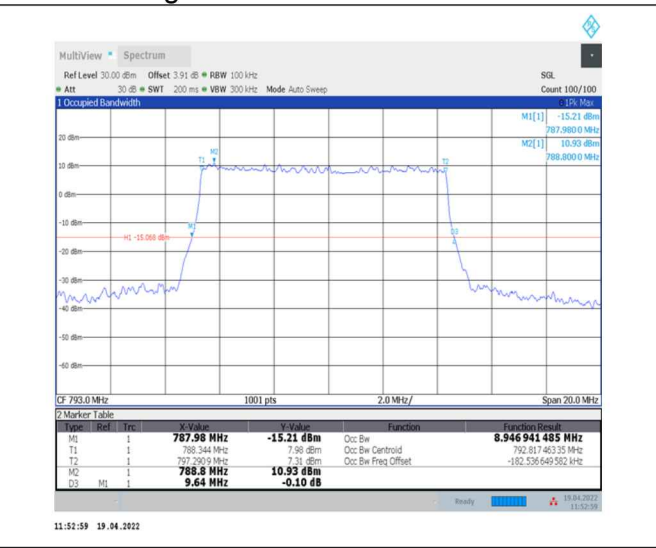 MultiView Spectrum
Ref Level 30.00 dBm Offset 3.91 dB RBW 100 kHz SGL
Att 30 dB SWT 200 ms VBW 300 kHz Mode Auto Sweep Count 100/100
1 Occupied Bandwidth 1Pk Max
M1[1] -15.21 dBm
787.9800 MHz
M2[1] 10.93 dBm
788.8000 MHz
20 dBm
10 dBm
0 dBm
-10 dBm
-20 dBm
-30 dBm
-40 dBm
-50 dBm
-60 dBm
T1
M2
T2
M1
D3
H1 -15.068 dBm
CF 793.0 MHz 1001 pts 2.0 MHz/ Span 20.0 MHz
2 Marker Table
Type Ref Trc X-Value Y-Value Function Function Result
M1 1 787.98 MHz -15.21 dBm Occ Bw 8.946 941 485 MHz
T1 1 788.344 MHz 7.98 dBm Occ Bw Centroid 792.817 463 35 MHz
T2 1 797.2909 MHz 7.31 dBm Occ Bw Freq Offset -182.536 649 582 kHz
M2 1 788.8 MHz 10.93 dBm
D3 M1 1 9.64 MHz -0.10 dB
Ready 19.04.2022
11:52:59
11:52:59 19.04.2022